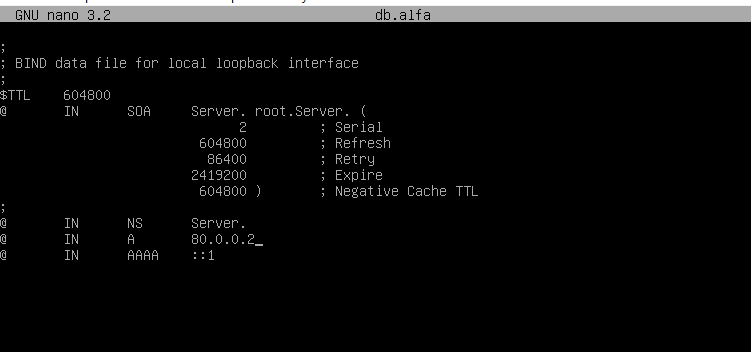 GNU nano 3.2 db.alfa
;
; BIND data file for local loopback interface
;
$TTL 604800
@ IN SOA Server. root.Server. (
2 ; Serial
604800 ; Refresh
86400 ; Retry
2419200 ; Expire
604800 ) ; Negative Cache TTL
;
@ IN NS Server.
@ IN A 80.0.0.2_
@ IN AAAA ::1